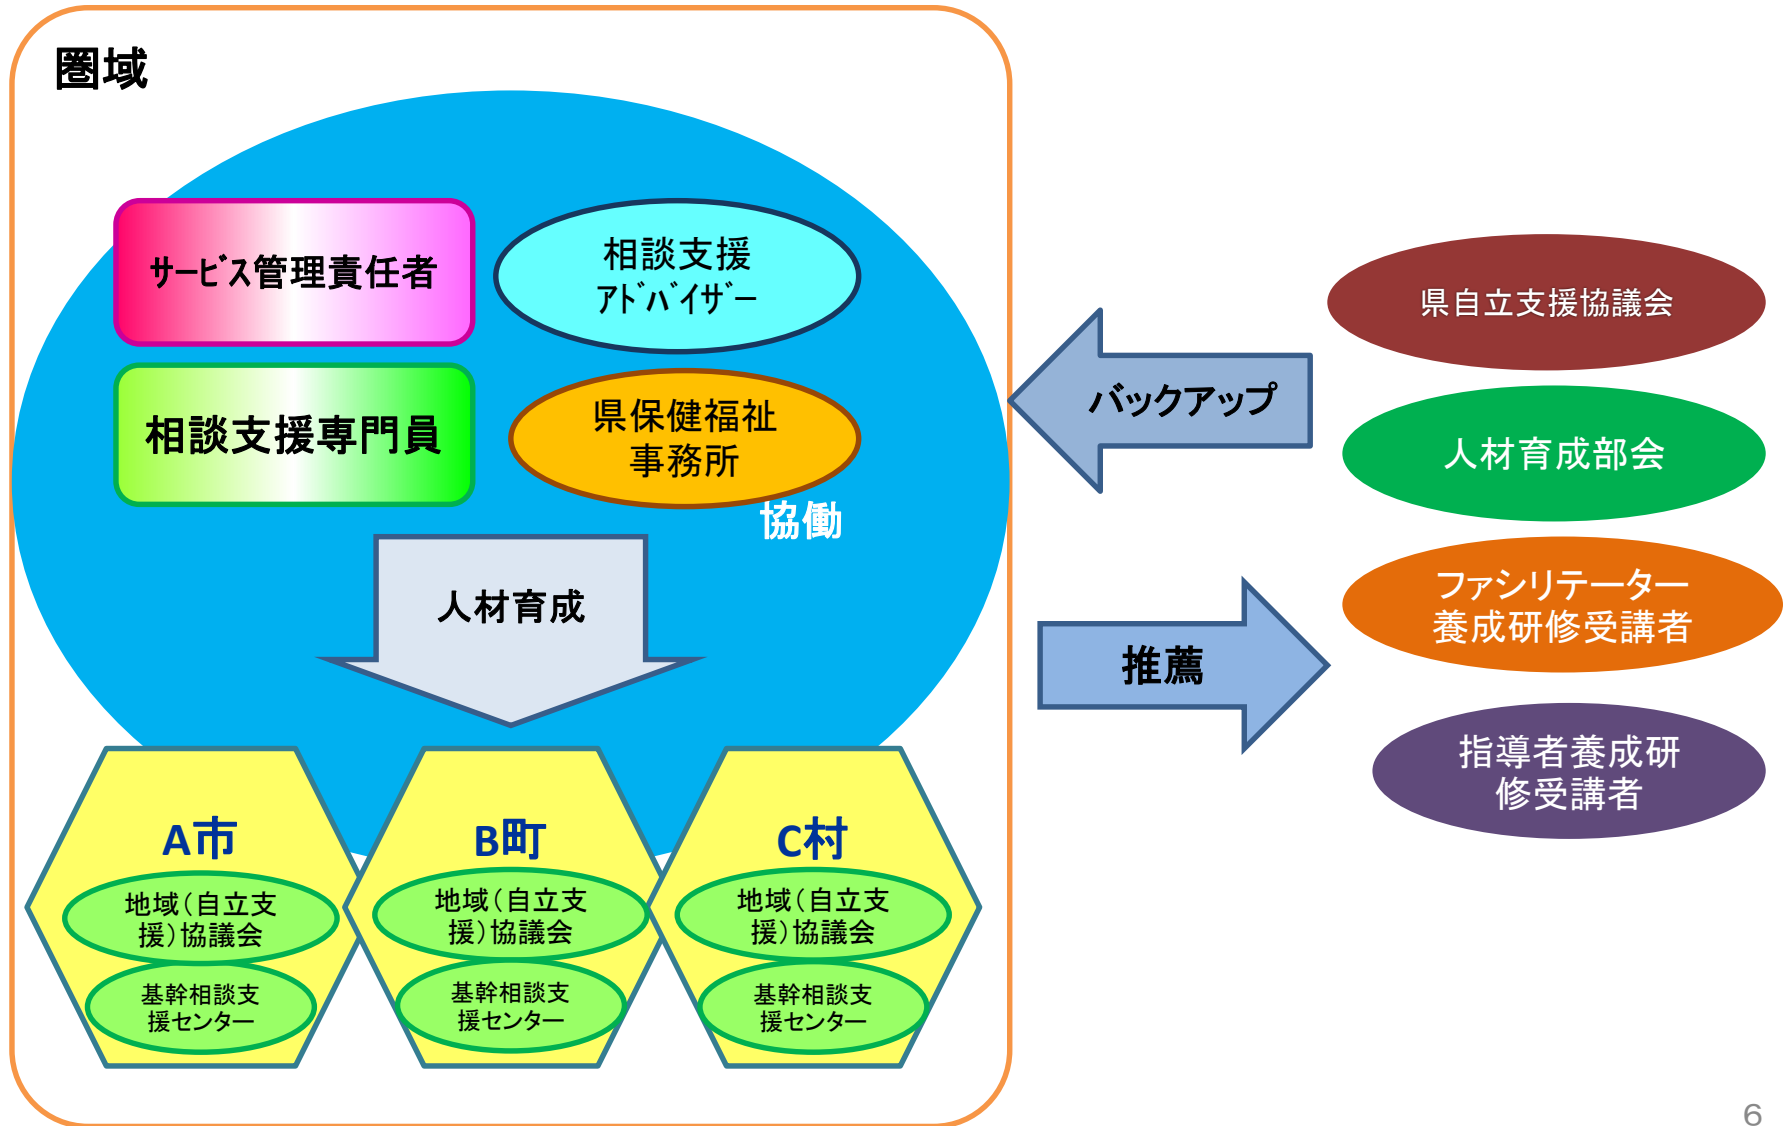 圏域
サービス管理責任者
相談支援
アドバイザー
相談支援専門員
県保健福祉
事務所
協働
人材育成
A市
地域（自立支
援）協議会
基幹相談支
援センター
B町
地域（自立支
援）協議会
基幹相談支
援センター
C村
地域（自立支
援）協議会
基幹相談支
援センター
バックアップ
推薦
県自立支援協議会
人材育成部会
ファシリテーター
養成研修受講者
指導者養成研
修受講者
6